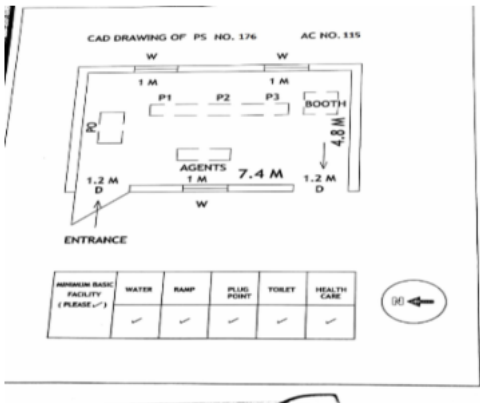 CAD DRAWING OF PS NO. 176 AC NO. 115
W W
1 M 1 M
P1 P2 P3 BOOTH
PO
4.8 M
AGENTS
1.2 M 1 M 7.4 M 1.2 M
D D
W
ENTRANCE
MINIMUM BASIC FACILITY (PLEASE ✓) WATER RAMP PLUG POINT TOILET HEALTH CARE
✓ ✓ ✓ ✓ ✓
N